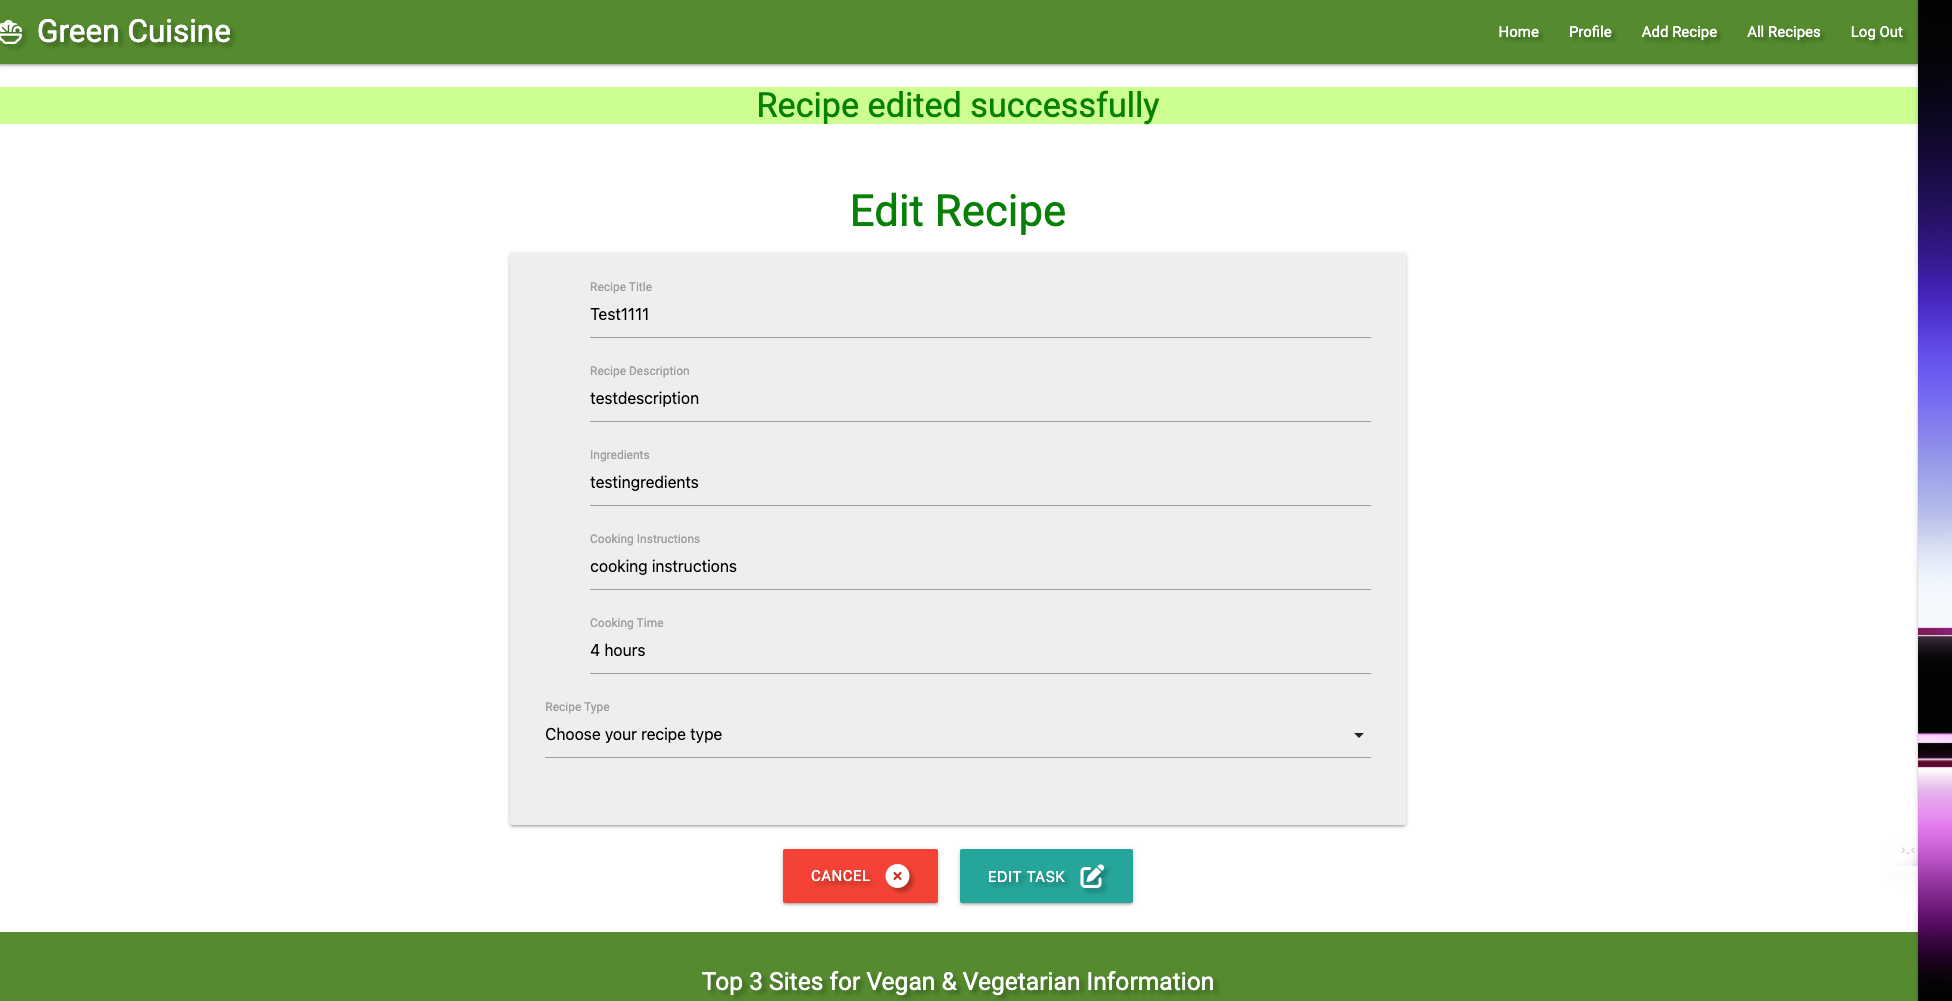 Green Cuisine
Home Profile Add Recipe All Recipes Log Out
Recipe edited successfully
Edit Recipe
Recipe Title
Test1111
Recipe Description
testdescription
Ingredients
testingredients
Cooking Instructions
cooking instructions
Cooking Time
4 hours
Recipe Type
Choose your recipe type
CANCEL
EDIT TASK
Top 3 Sites for Vegan & Vegetarian Information